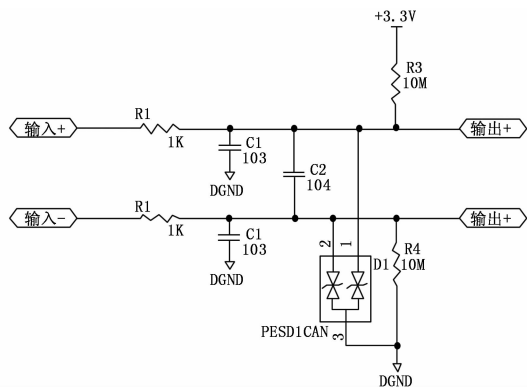 +3.3V
R3
10M
输入+
R1
1K
C1
103
DGND
C2
104
输出+
输入-
R1
1K
C1
103
DGND
2
1
D1
R4
10M
输出+
PESD1CAN
3
DGND